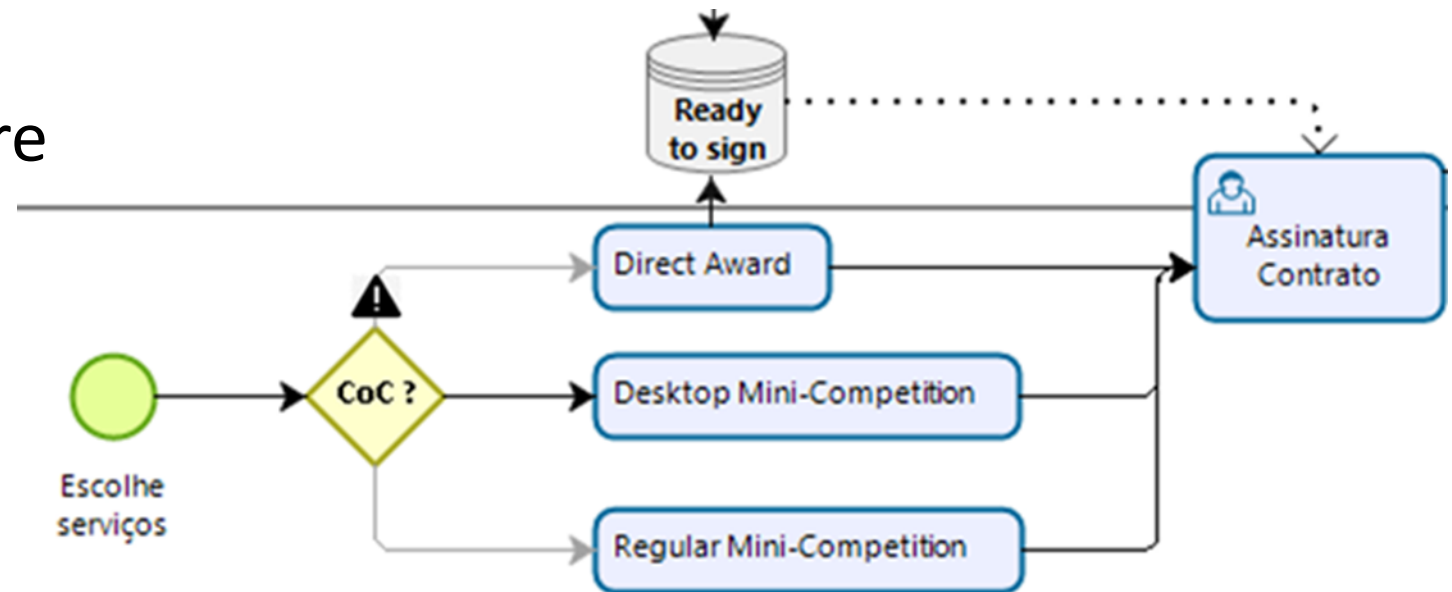 Ready
to sign
re
Assinatura
Contrato
Direct Award
CoC ?
Desktop Mini-Competition
Escolhe
serviços
Regular Mini-Competition